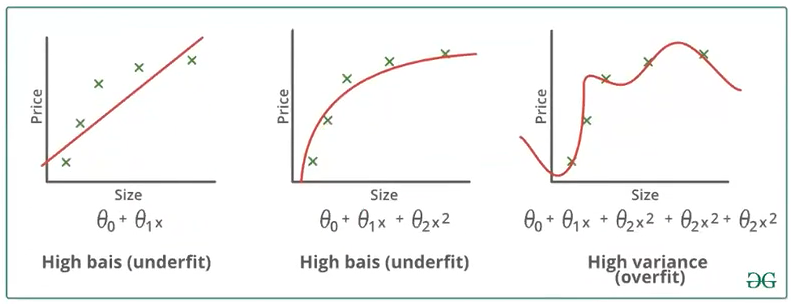 Price
Size
θ₀ + θ₁x
High bais (underfit)
Price
Size
θ₀ + θ₁x + θ₂x²
High bais (underfit)
Price
Size
θ₀ + θ₁x + θ₂x² + θ₂x² + θ₂x²
High variance
(overfit)